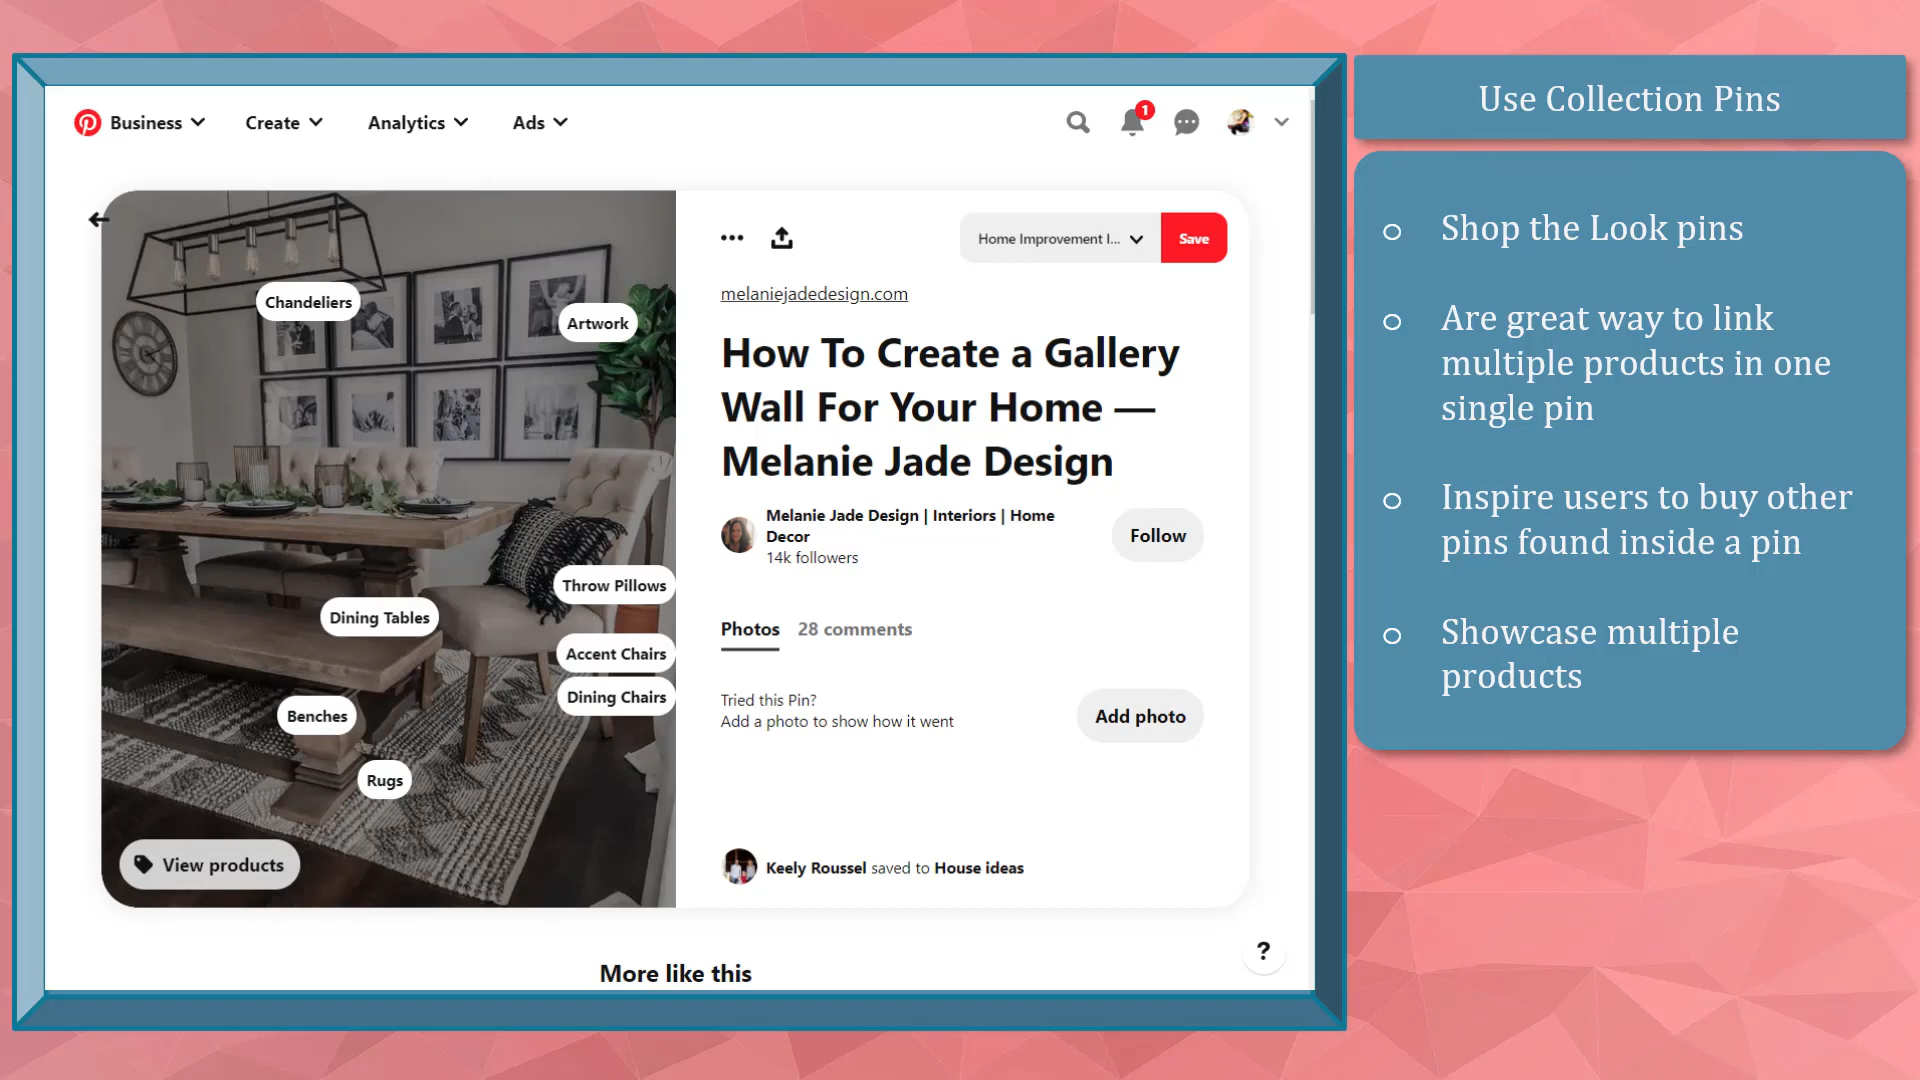 Business
Create
Analytics
Ads
1
Chandeliers
Artwork
Throw Pillows
Dining Tables
Accent Chairs
Dining Chairs
Benches
Rugs
View products
Home Improvement I...
Save
melaniejadedesign.com
How To Create a Gallery
Wall For Your Home —
Melanie Jade Design
Melanie Jade Design | Interiors | Home
Decor
14k followers
Follow
Photos
28 comments
Tried this Pin?
Add a photo to show how it went
Add photo
Keely Roussel saved to House ideas
?
More like this
Use Collection Pins
Shop the Look pins
Are great way to link
multiple products in one
single pin
Inspire users to buy other
pins found inside a pin
Showcase multiple
products